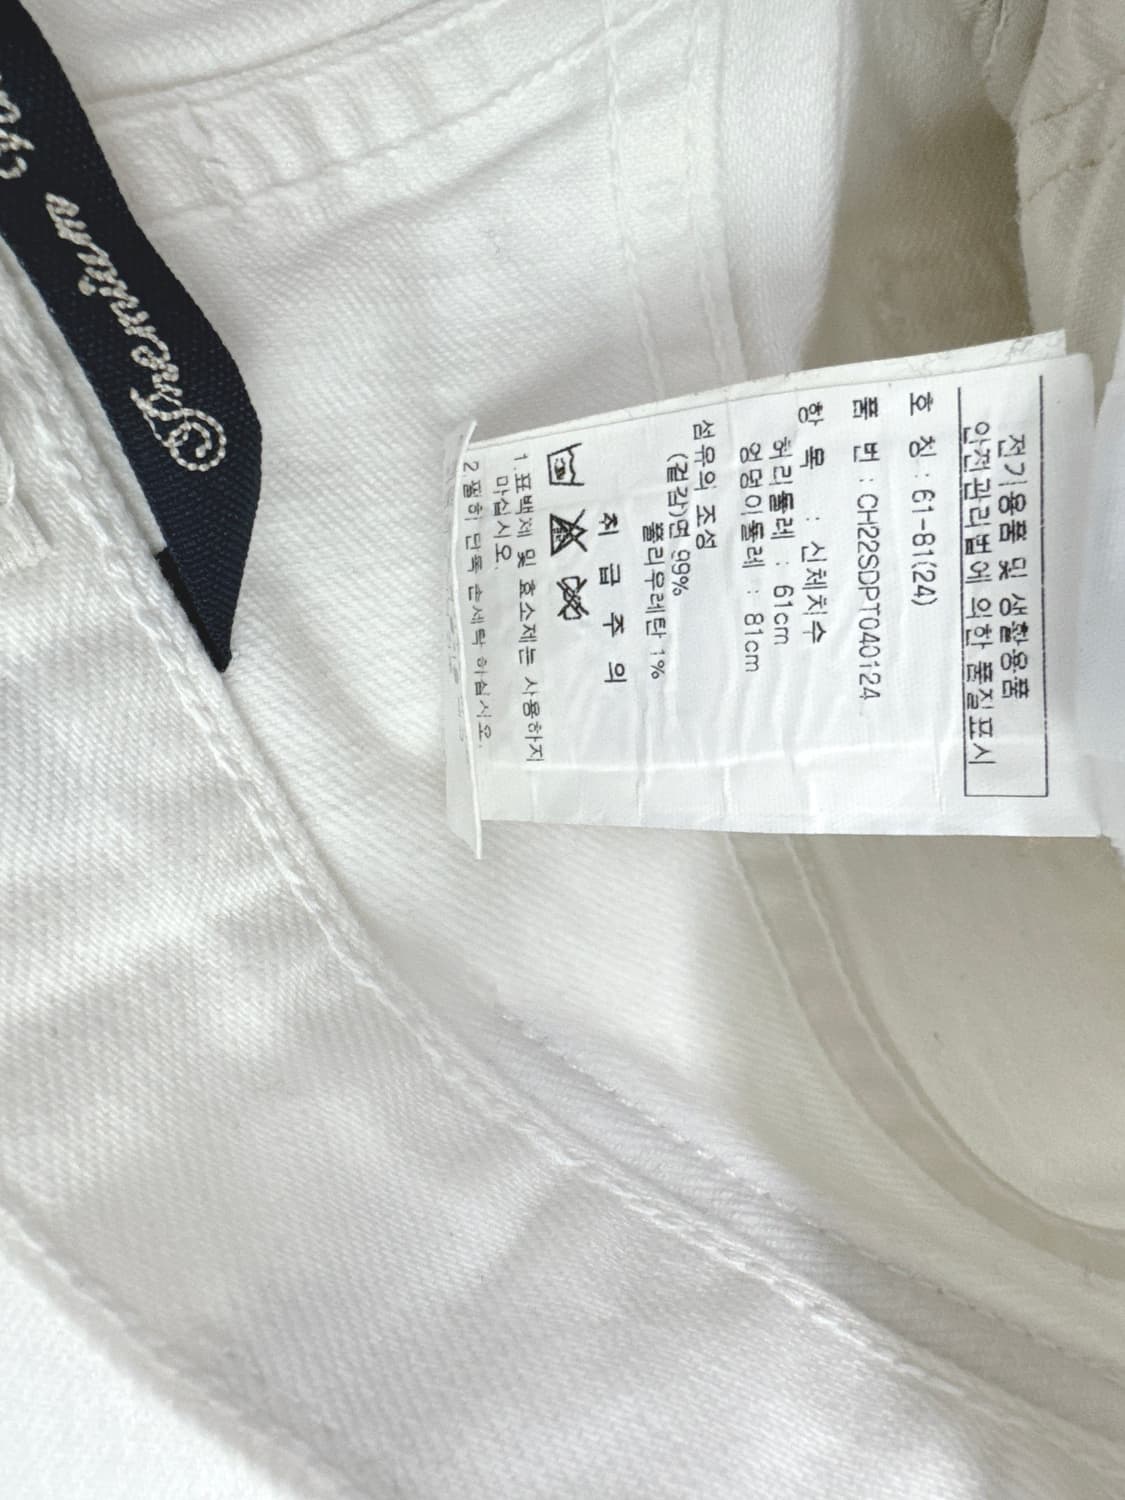 전기용품 및 생활용품
안전관리법에 의한 품질표시
호 칭 : 61-81(24)
품 번 : CH22SDPT040124
항 목 : 신체치수
허리둘레 : 61cm
엉덩이둘레 : 81cm
섬유의 조성
(겉감)면 99%
폴리우레탄 1%
취 급 주 의
1.표백제 및 효소제는 사용하지
마십시오.
2.필히 단독 손세탁 하십시오.
Premium